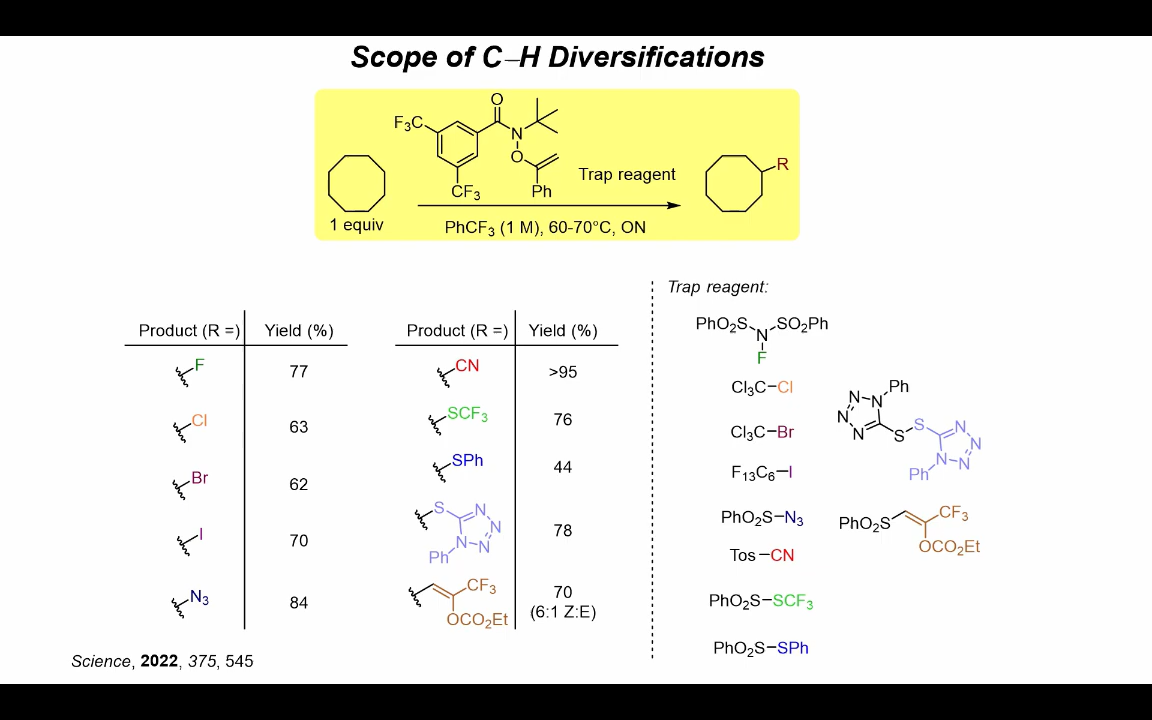 Scope of C–H Diversifications
O
F₃C
N
O
CF₃
Ph
Trap reagent
R
1 equiv
PhCF₃ (1 M), 60-70°C, ON
Trap reagent:
Product (R =) Yield (%)
F 77
Cl 63
Br 62
I 70
N₃ 84
Product (R =) Yield (%)
CN >95
SCF₃ 76
SPh 44
S N N N N Ph 78
CF₃ OCO₂Et 70
(6:1 Z:E)
PhO₂S N SO₂Ph
F
Cl₃C–Cl
Cl₃C–Br
F₁₃C₆–I
PhO₂S–N₃
Tos–CN
PhO₂S–SCF₃
PhO₂S–SPh
Ph
N N N N S S N N N N
Ph
PhO₂S CF₃
OCO₂Et
Science, 2022, 375, 545